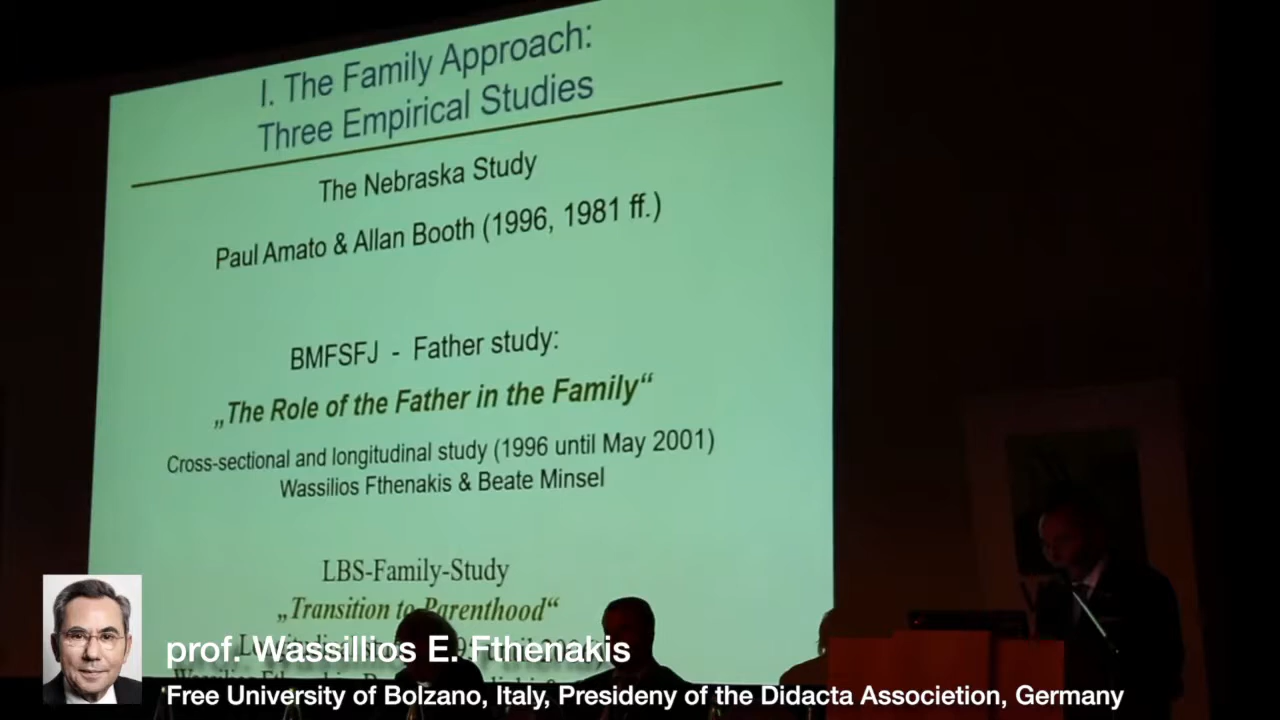 I. The Family Approach:
Three Empirical Studies
The Nebraska Study
Paul Amato & Allan Booth (1996, 1981 ff.)
BMFSFJ - Father study:
„The Role of the Father in the Family“
Cross-sectional and longitudinal study (1996 until May 2001)
Wassilios Fthenakis & Beate Minsel
LBS-Family-Study
„Transition to Parenthood“
prof. Wassillios E. Fthenakis
Free University of Bolzano, Italy, Presideny of the Didacta Associetion, Germany